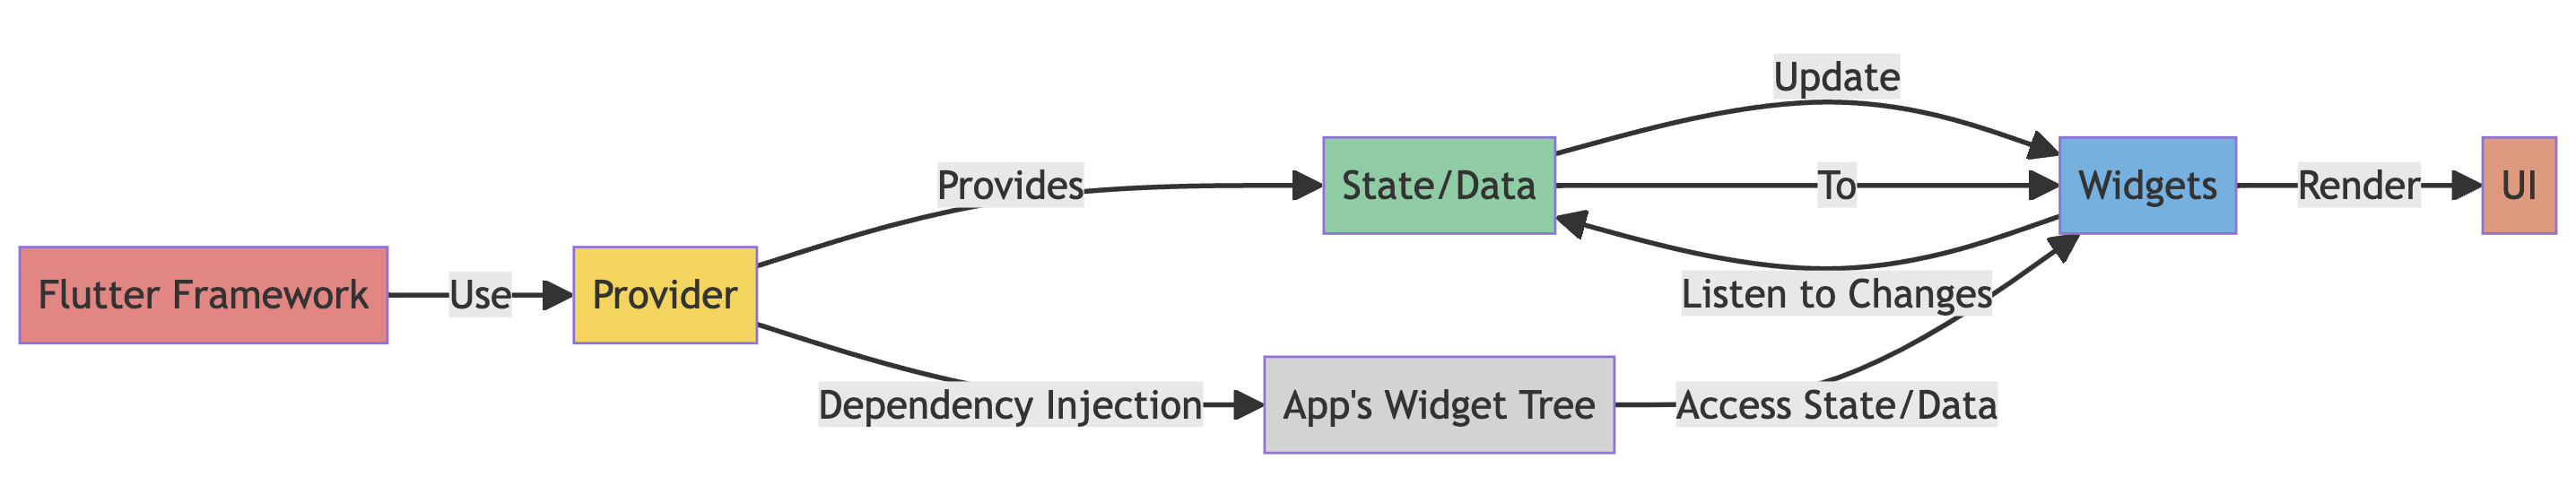 Flutter Framework
Use
Provider
Provides
Dependency Injection
State/Data
App's Widget Tree
Update
To
Listen to Changes
Access State/Data
Widgets
Render
UI